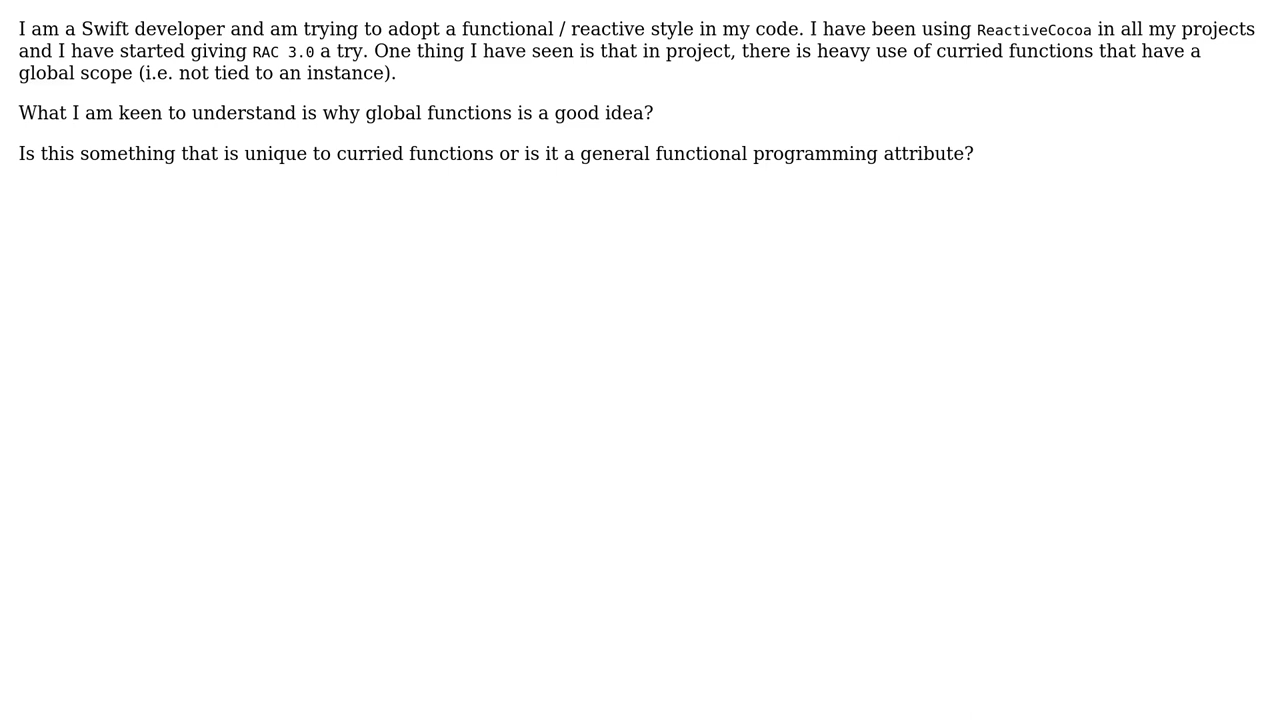 I am a Swift developer and am trying to adopt a functional / reactive style in my code. I have been using ReactiveCocoa in all my projects
and I have started giving RAC 3.0 a try. One thing I have seen is that in project, there is heavy use of curried functions that have a
global scope (i.e. not tied to an instance).
What I am keen to understand is why global functions is a good idea?
Is this something that is unique to curried functions or is it a general functional programming attribute?